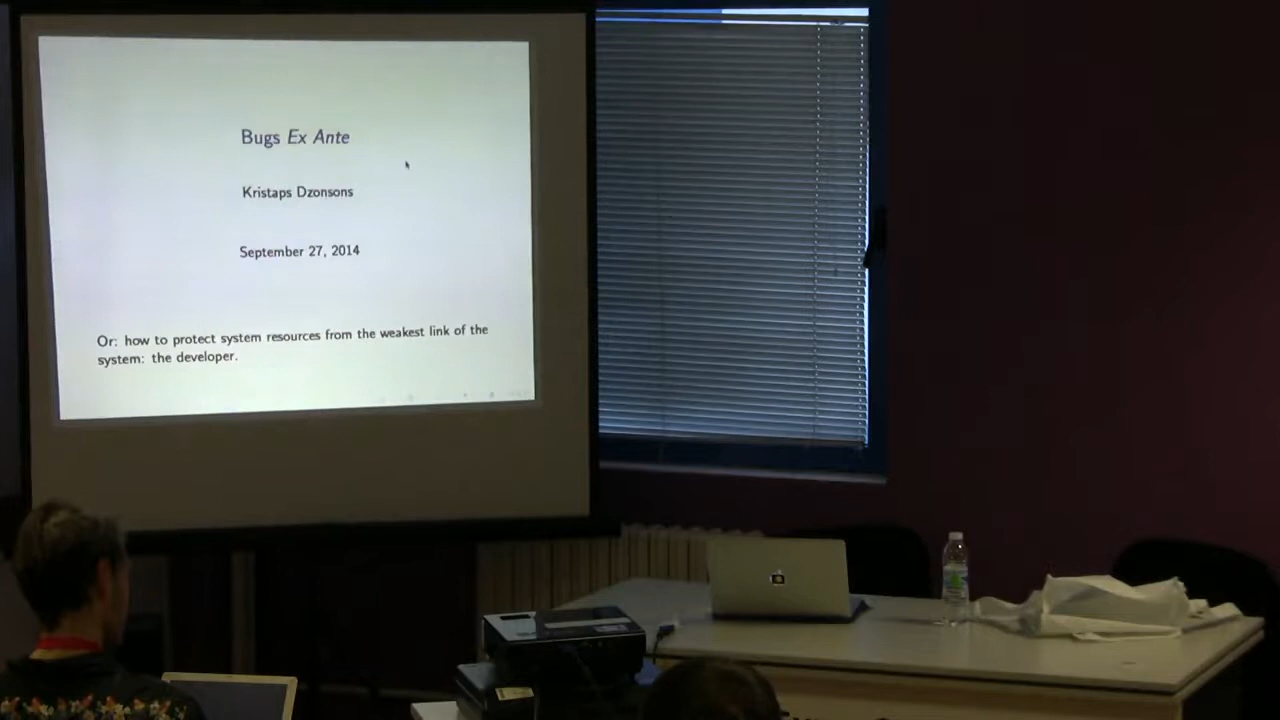 Bugs Ex Ante
Kristaps Dzonsons
September 27, 2014
Or: how to protect system resources from the weakest link of the
system: the developer.